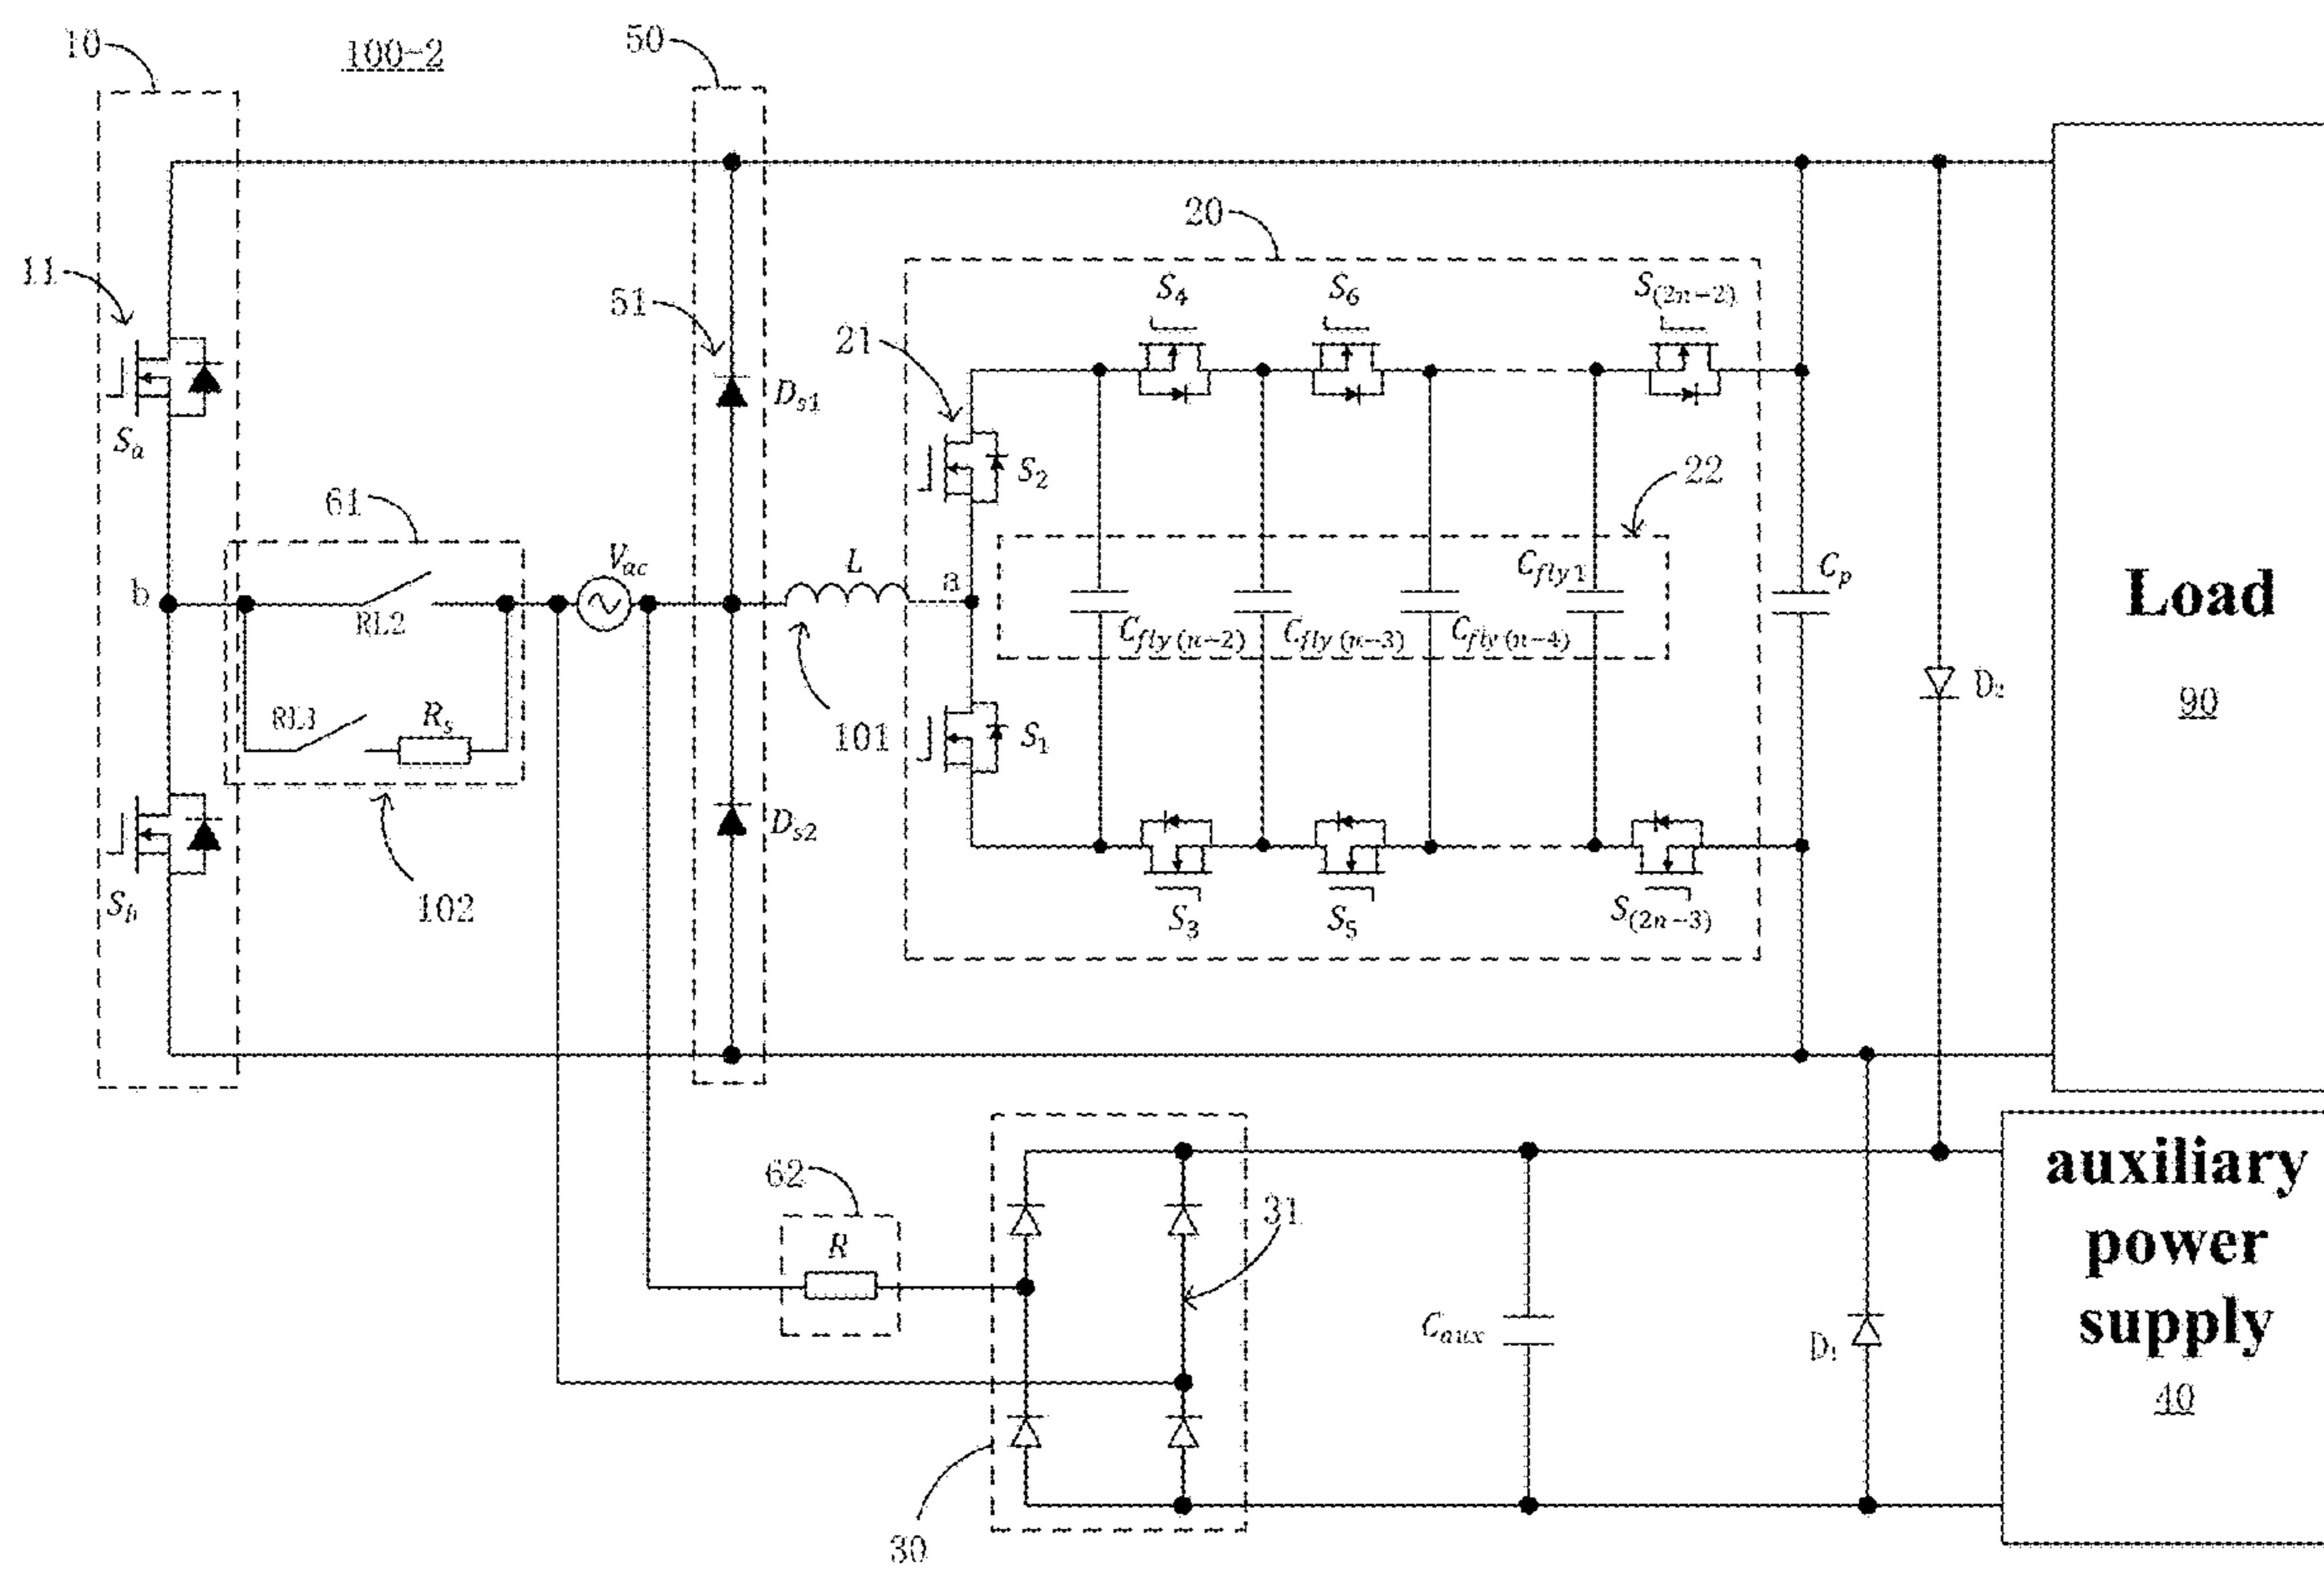 10
100-2
50
20
11
S4
S6
S(2n-2)
51
21
Ds1
Sa
S2
22
61
Vac
L
a
Cfly1
Cp
b
RL2
Cfly(n-2)
Cfly(n-3)
Cfly(n-4)
Load
90
D2
RL1
Rs
101
S1
Ds2
Sb
102
S3
S5
S(2n-3)
62
R
31
auxiliary
power
supply
40
Caux
D1
30